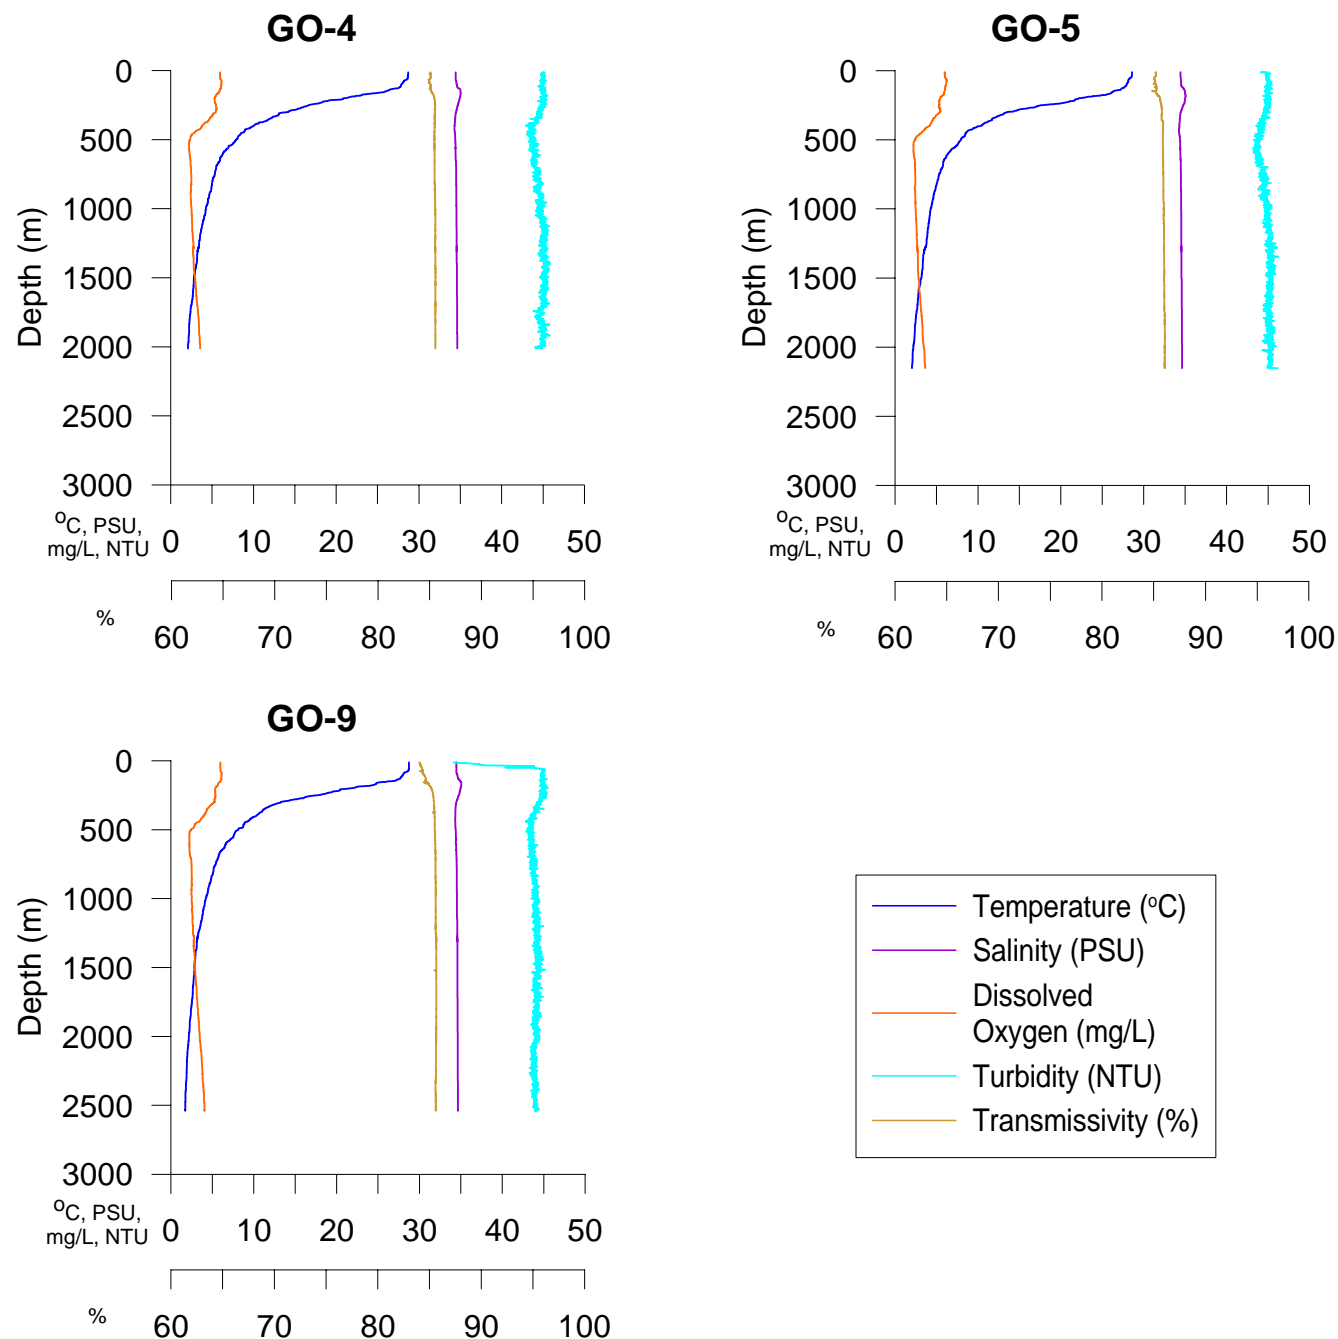 GO-4
0
500
1000
1500
2000
2500
3000
Depth (m)
°C, PSU,
mg/L, NTU
0 10 20 30 40 50
%
60 70 80 90 100
GO-5
0
500
1000
1500
2000
2500
3000
Depth (m)
°C, PSU,
mg/L, NTU
0 10 20 30 40 50
%
60 70 80 90 100
GO-9
0
500
1000
1500
2000
2500
3000
Depth (m)
°C, PSU,
mg/L, NTU
0 10 20 30 40 50
%
60 70 80 90 100
Temperature (°C)
Salinity (PSU)
Dissolved
Oxygen (mg/L)
Turbidity (NTU)
Transmissivity (%)